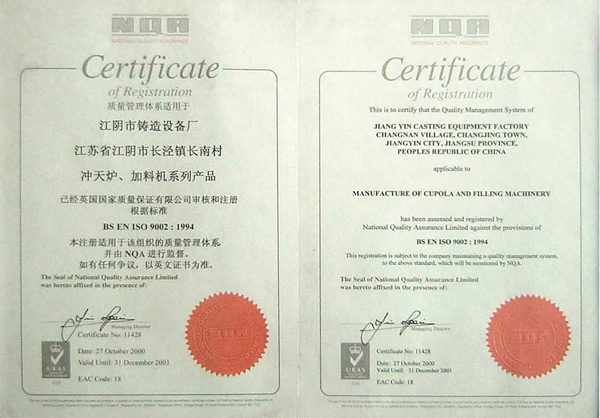 NQA
NATIONAL QUALITY ASSURANCE
Certificate
of Registration
质量管理体系适用于
江阴市铸造设备厂
江苏省江阴市长泾镇长南村
冲天炉、加料机系列产品
已经英国国家质量保证有限公司审核和注册
根据标准
BS EN ISO 9002 : 1994
本注册适用于该组织的质量管理体系
并由 NQA 进行监督。
如有任何争议，以英文证书为准。
The Seal of National Quality Assurance Limited
was hereto affixed in the presence of:
Managing Director
Certificate No: 11428
Date: 27 October 2000
Valid Until: 31 December 2003
EAC Code: 18
UKAS
NQA
NQA
NATIONAL QUALITY ASSURANCE
Certificate
of Registration
This is to certify that the Quality Management System of
JIANG YIN CASTING EQUIPMENT FACTORY
CHANGNAN VILLAGE, CHANGJING TOWN,
JIANGYIN CITY, JIANGSU PROVINCE,
PEOPLES REPUBLIC OF CHINA
applicable to
MANUFACTURE OF CUPOLA AND FILLING MACHINERY
has been assessed and registered by
National Quality Assurance Limited against the provisions of
BS EN ISO 9002 : 1994
This registration is subject to the company maintaining a quality management system,
to the above standard, which will be monitored by NQA.
The Seal of National Quality Assurance Limited
was hereto affixed in the presence of:
Managing Director
Certificate No: 11428
Date: 27 October 2000
Valid Until: 31 December 2003
EAC Code: 18
UKAS